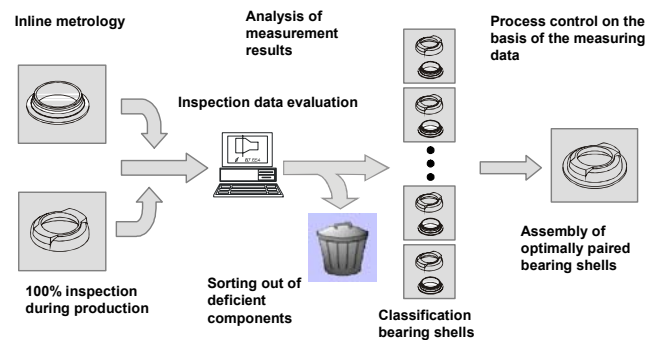 Inline metrology
Analysis of
measurement
results
Process control on the
basis of the measuring
data
Inspection data evaluation
100% inspection
during production
Sorting out of
deficient
components
Classification
bearing shells
Assembly of
optimally paired
bearing shells